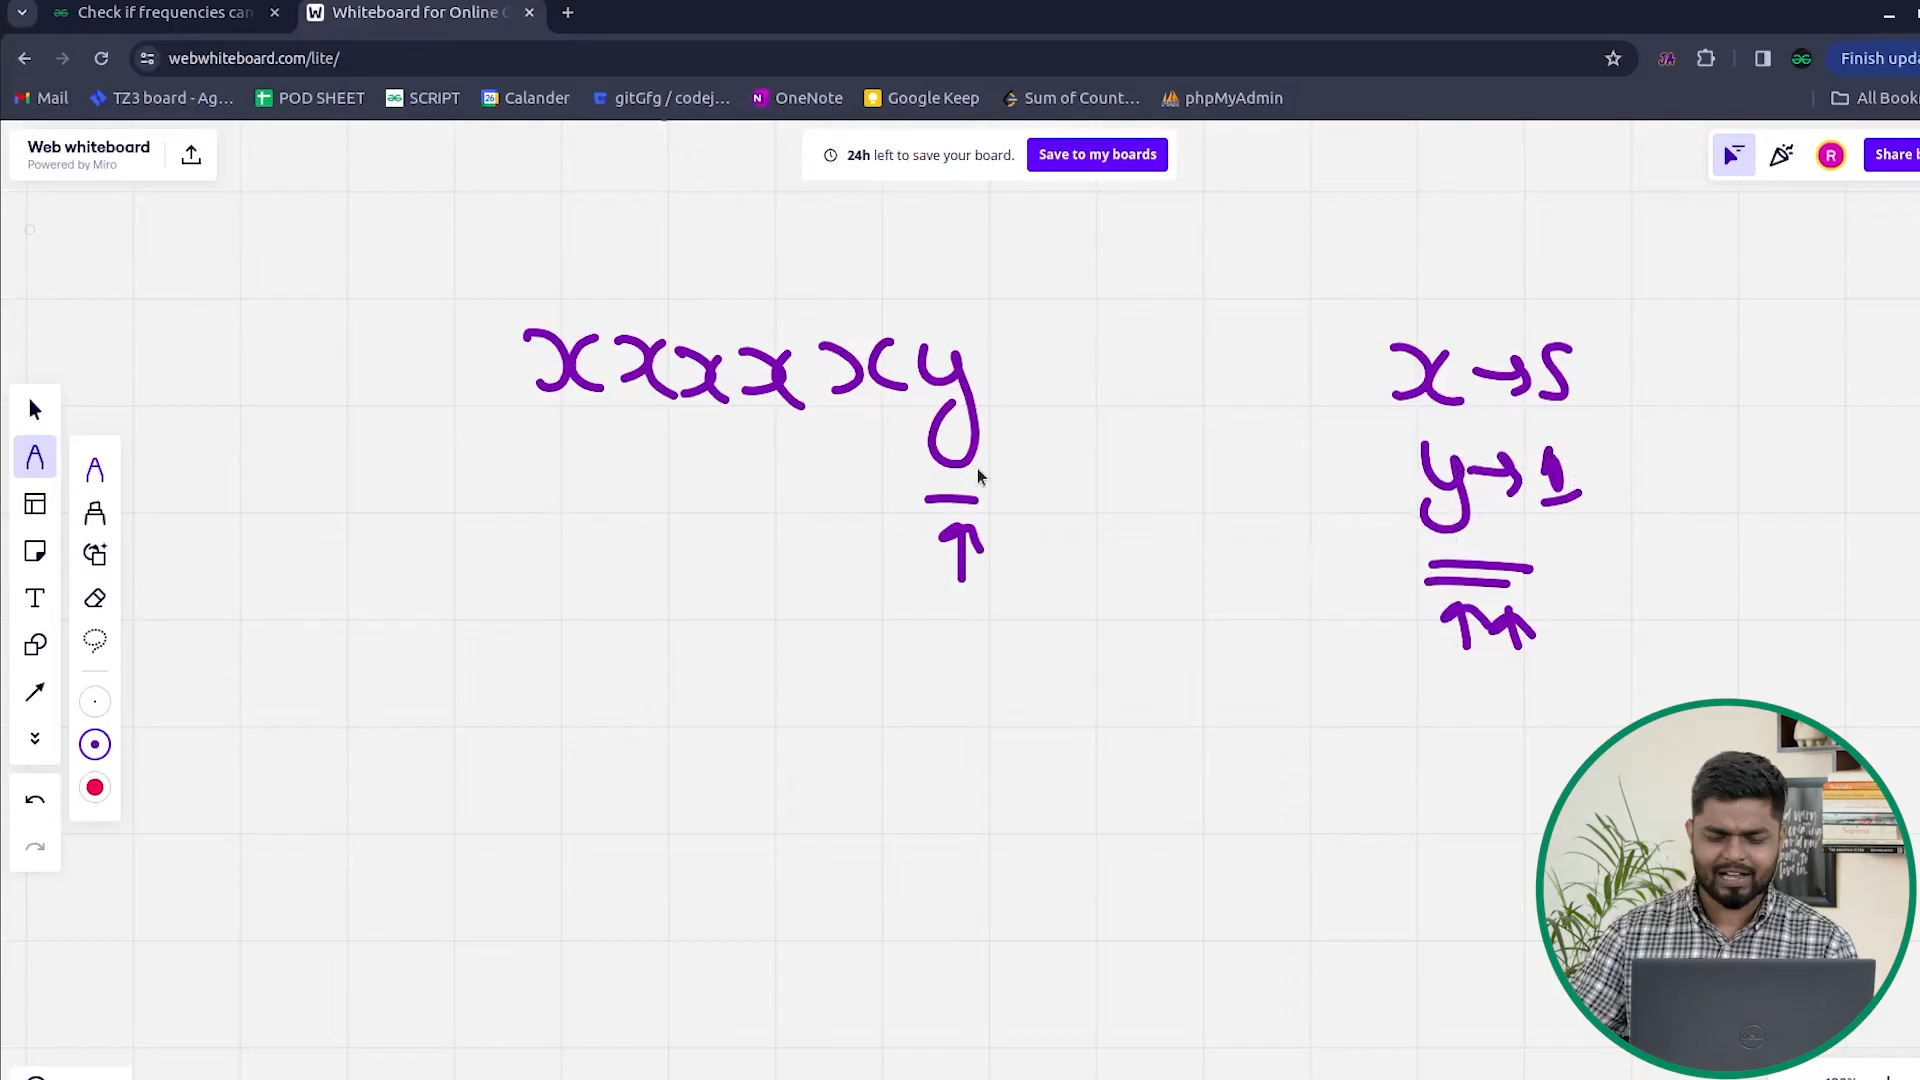 Check if frequencies can
Whiteboard for Online C
webwhiteboard.com/lite/
Finish upda
Mail
TZ3 board - Ag...
POD SHEET
SCRIPT
Calander
gitGfg / codej...
OneNote
Google Keep
Sum of Count...
phpMyAdmin
All Book
Web whiteboard
Powered by Miro
24h left to save your board.
Save to my boards
R
Share b
xxxxxy
x→5
y→1